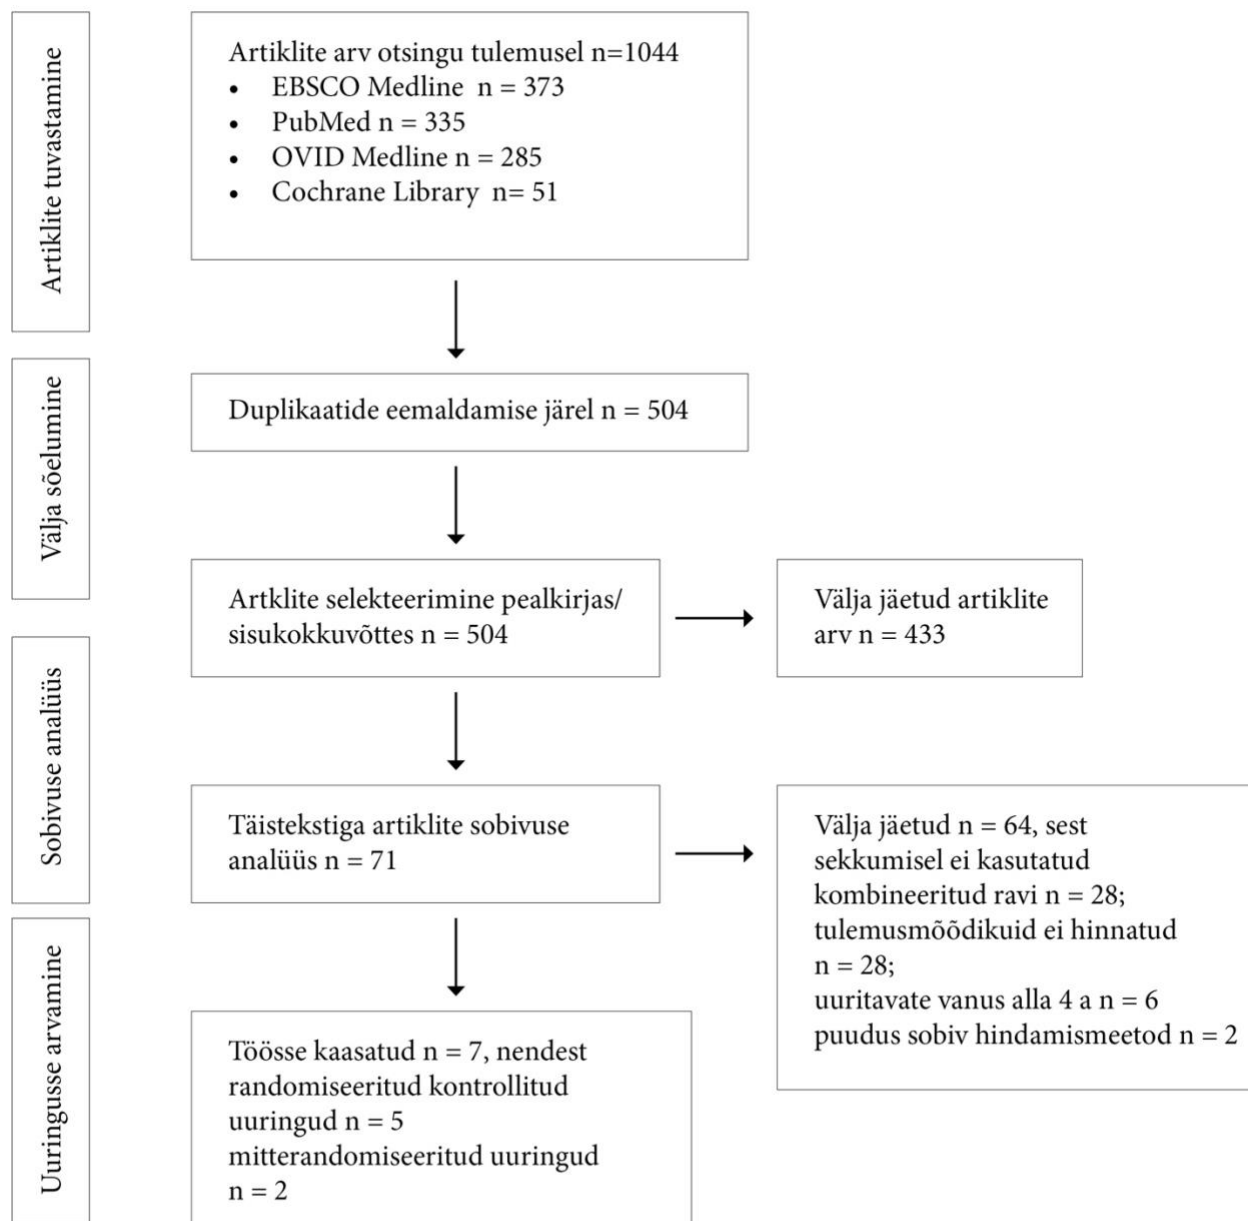 Artiklite tuvastamine
Artiklite arv otsingu tulemusel n=1044
• EBSCO Medline n = 373
• PubMed n = 335
• OVID Medline n = 285
• Cochrane Library n= 51
Välja sõelumine
Duplikaatide eemaldamise järel n = 504
Artklite selekteerimine pealkirjas/
sisukokkuvõttes n = 504
Välja jäetud artiklite
arv n = 433
Sobivuse analüüs
Täistekstiga artiklite sobivuse
analüüs n = 71
Välja jäetud n = 64, sest
sekkumisel ei kasutatud
kombineeritud ravi n = 28;
tulemusmõõdikuid ei hinnatud
n = 28;
uuritavate vanus alla 4 a n = 6
puudus sobiv hindamismeetod n = 2
Uuringusse arvamine
Töösse kaasatud n = 7, nendest
randomiseeritud kontrollitud
uuringud n = 5
mitterandomiseeritud uuringud
n = 2